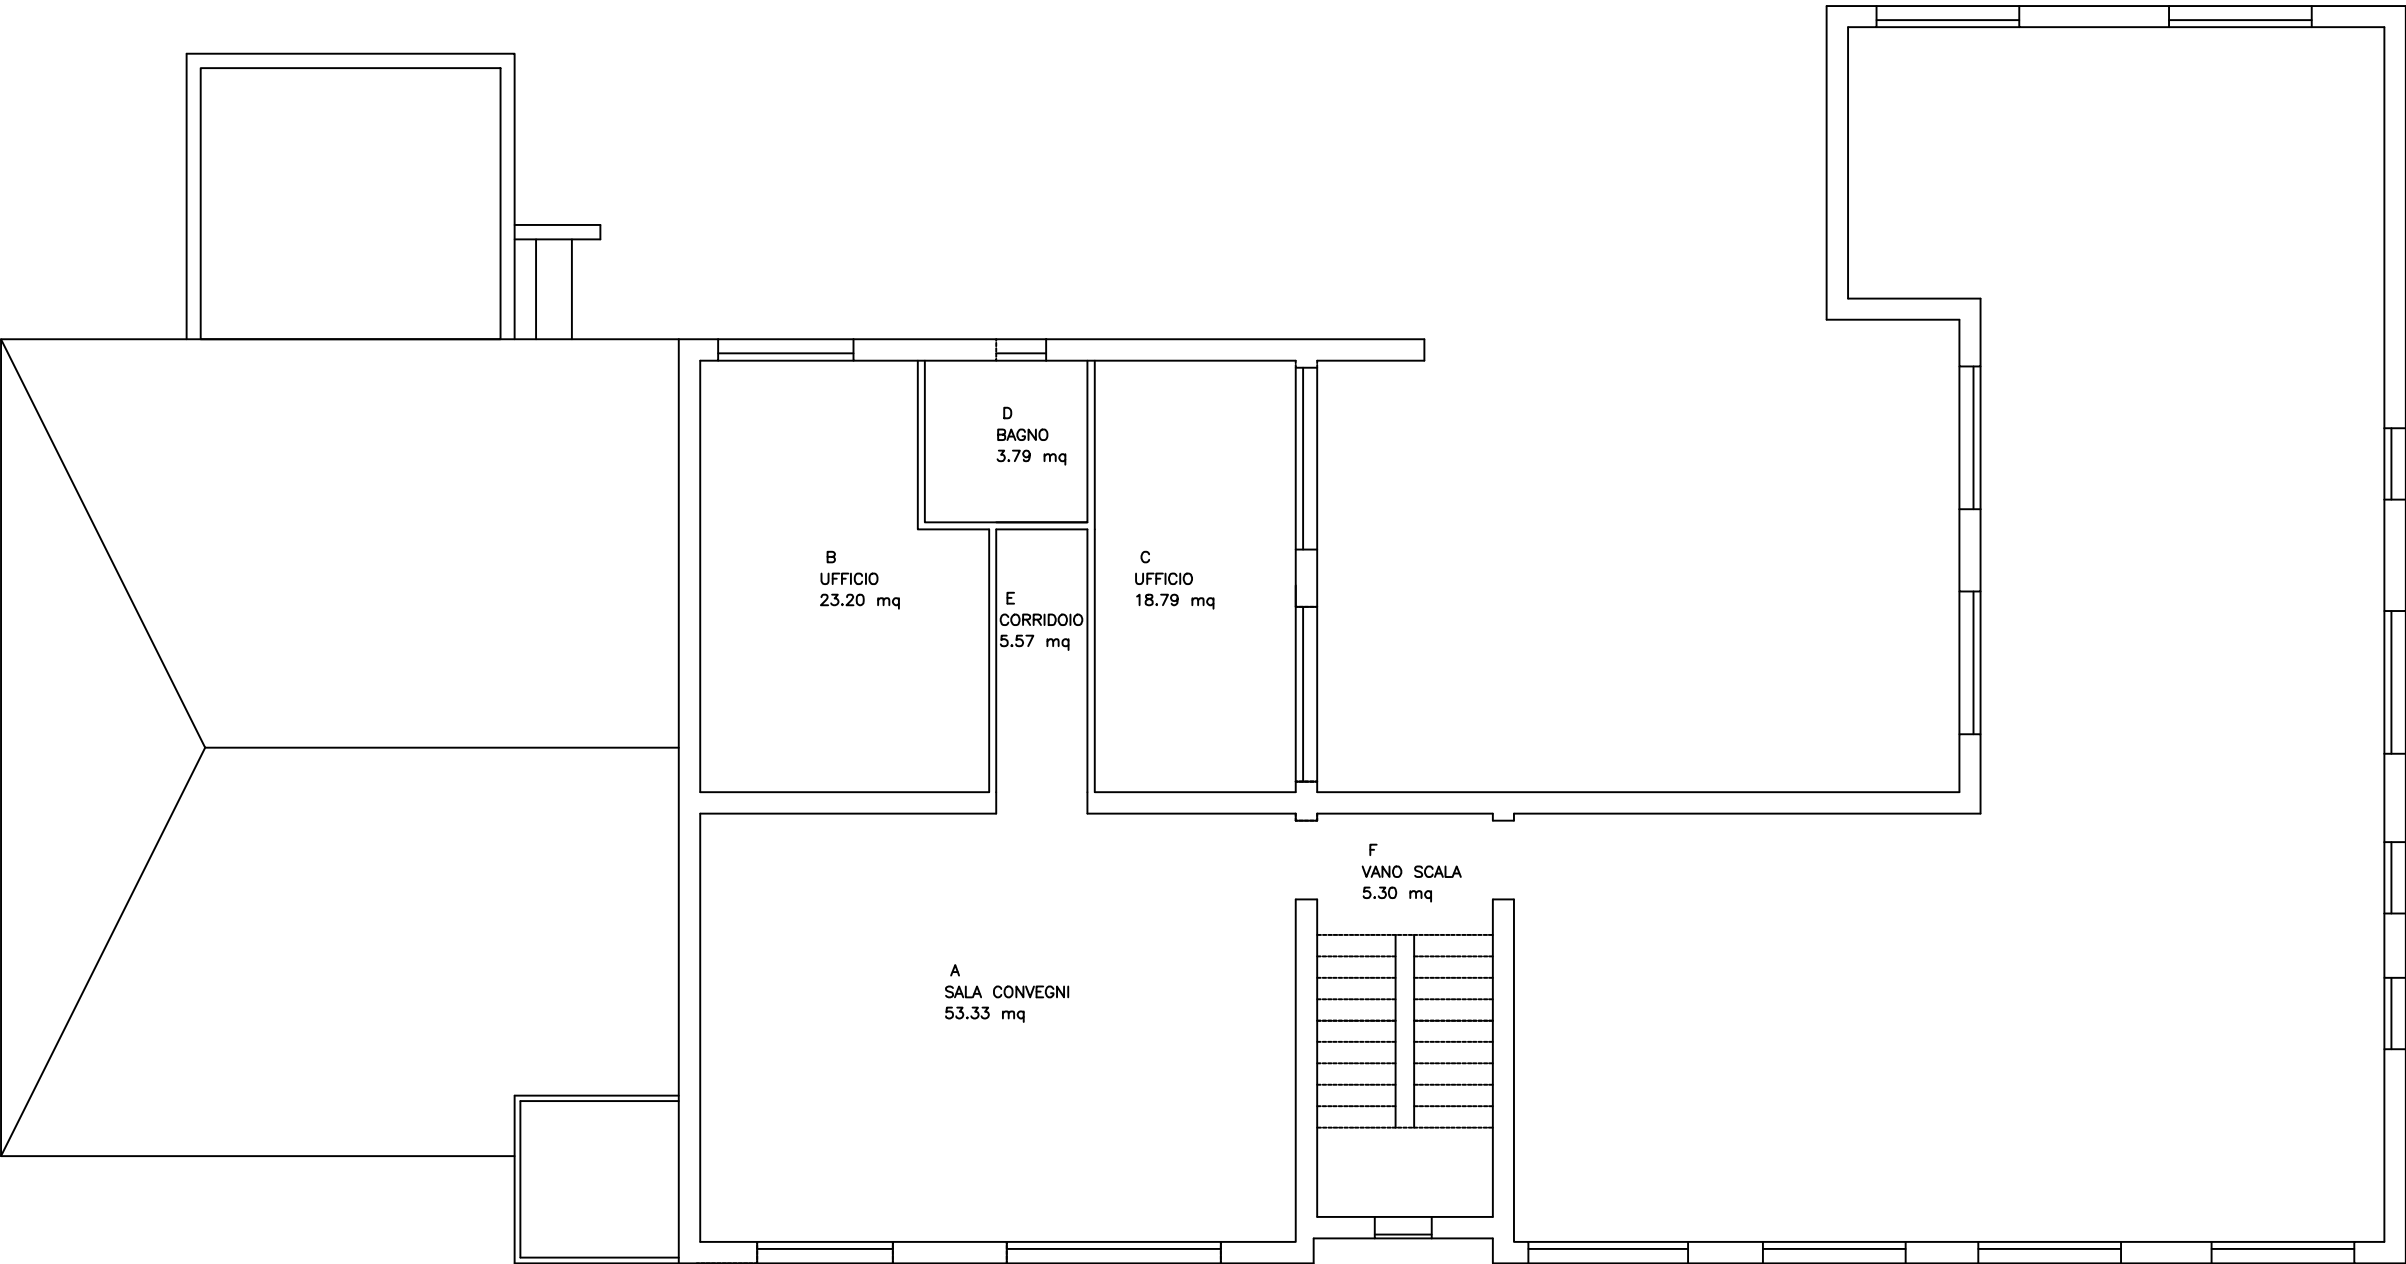 D
BAGNO
3.79 mq
B
UFFICIO
23.20 mq
C
UFFICIO
18.79 mq
E
CORRIDOIO
5.57 mq
F
VANO SCALA
5.30 mq
A
SALA CONVEGNI
53.33 mq